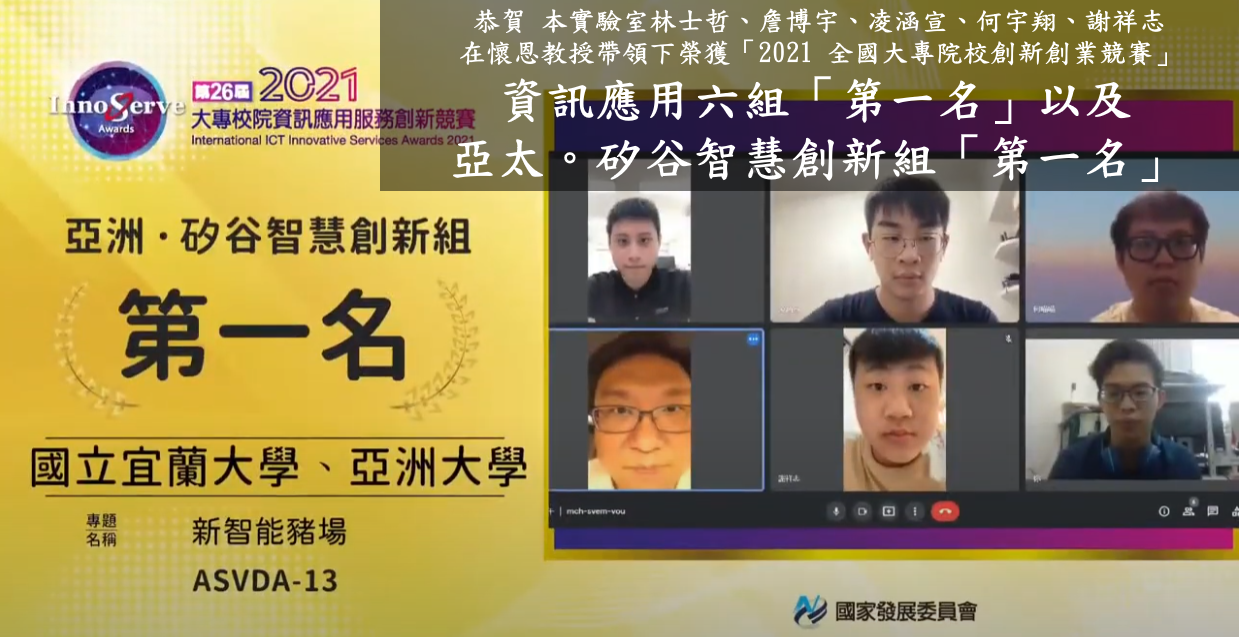 恭賀 本實驗室林士哲、詹博宇、凌涵宣、何宇翔、謝祥志
在懷恩教授帶領下榮獲「2021 全國大專院校創新創業競賽」
資訊應用六組「第一名」以及
亞太。矽谷智慧創新組「第一名」
InnoServe
Awards
第26屆 2021
大專校院資訊應用服務創新競賽
International ICT Innovative Services Awards 2021
亞洲·矽谷智慧創新組
第一名
國立宜蘭大學、亞洲大學
專題
名稱
新智能豬場
ASVDA-13
謝祥志
mch-svem-vou
國家發展委員會